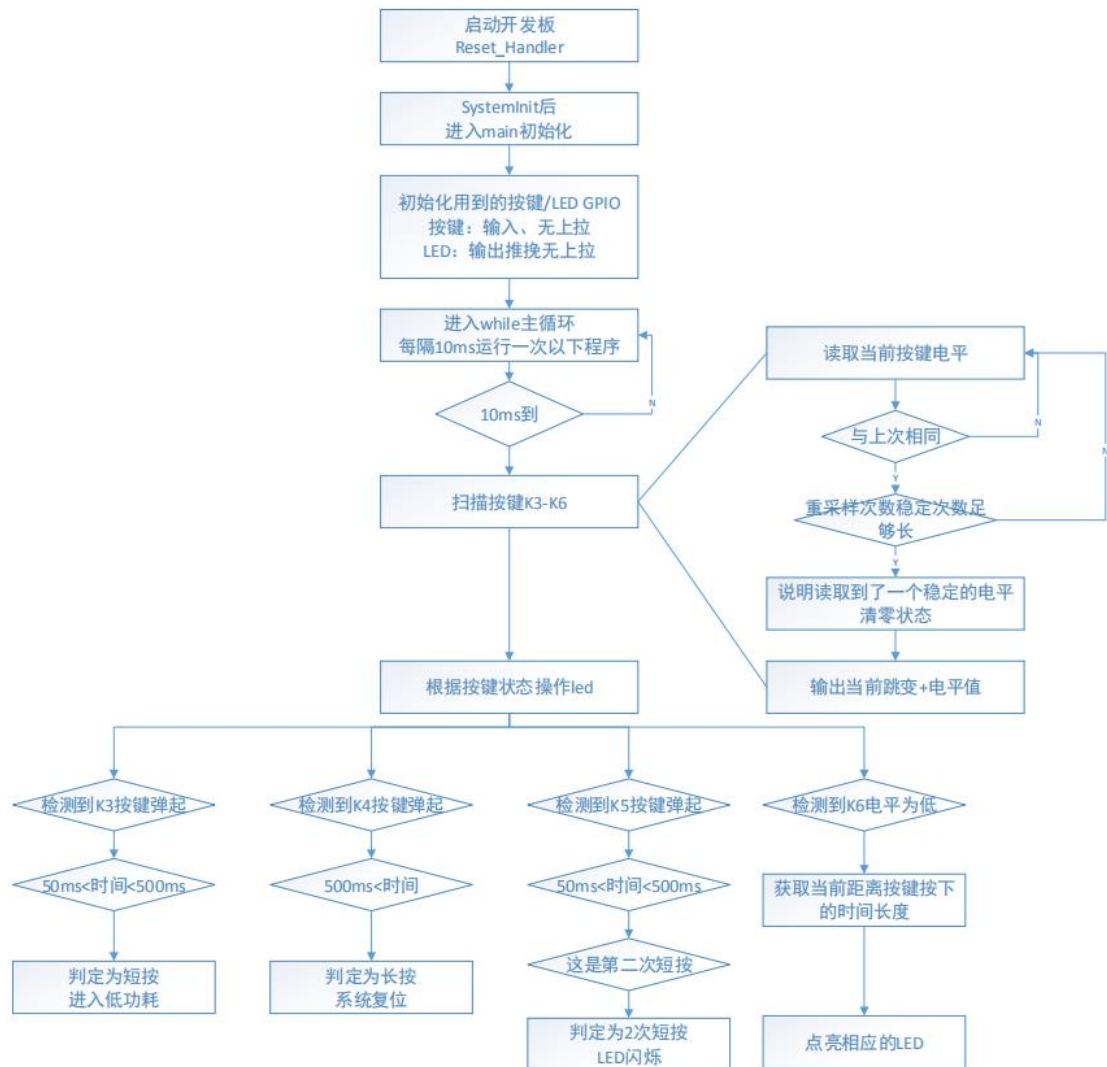 启动开发板
Reset_Handler
SystemInit后
进入main初始化
初始化用到的按键/LED GPIO
按键：输入、无上拉
LED：输出推挽无上拉
进入while主循环
每隔10ms运行一次以下程序
10ms到
N
扫描按键K3-K6
读取当前按键电平
与上次相同
N
Y
重采样次数稳定次数足
够长
N
Y
说明读取到了一个稳定的电平
清零状态
输出当前跳变+电平值
根据按键状态操作led
检测到K3按键弹起
50ms<时间<500ms
判定为短按
进入低功耗
检测到K4按键弹起
500ms<时间
判定为长按
系统复位
检测到K5按键弹起
50ms<时间<500ms
这是第二次短按
判定为2次短按
LED闪烁
检测到K6电平为低
获取当前距离按键按下
的时间长度
点亮相应的LED